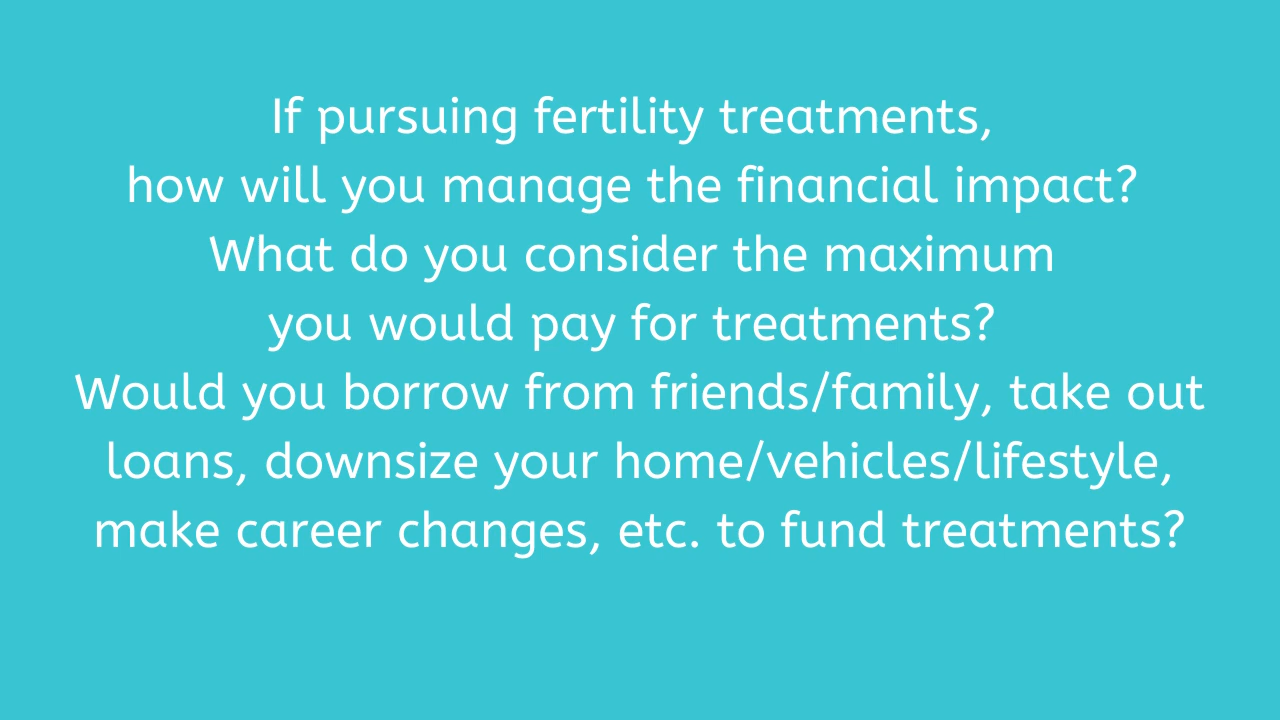 If pursuing fertility treatments,
how will you manage the financial impact?
What do you consider the maximum
you would pay for treatments?
Would you borrow from friends/family, take out
loans, downsize your home/vehicles/lifestyle,
make career changes, etc. to fund treatments?